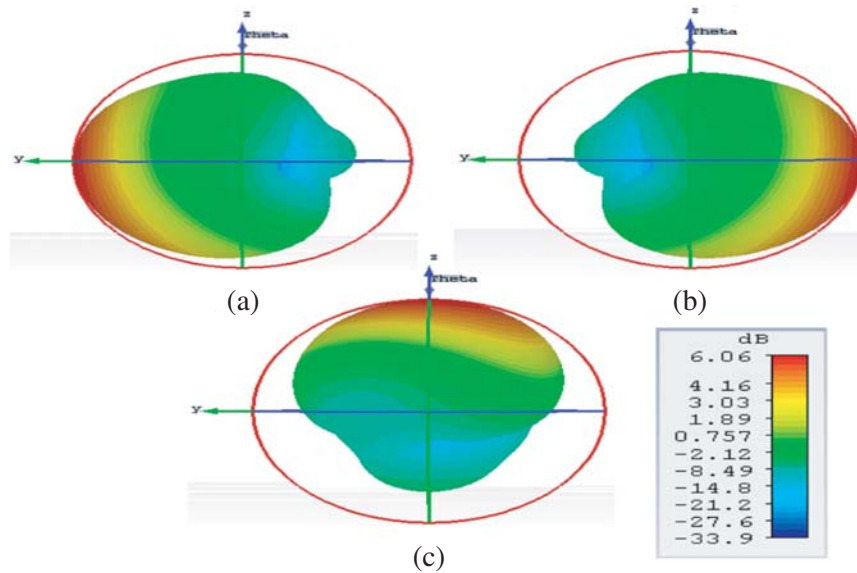 z
Theta
y
(a)
z
Theta
y
(b)
z
Theta
y
(c)
dB
6.06
4.16
3.03
1.89
0.757
-2.12
-8.49
-14.8
-21.2
-27.6
-33.9